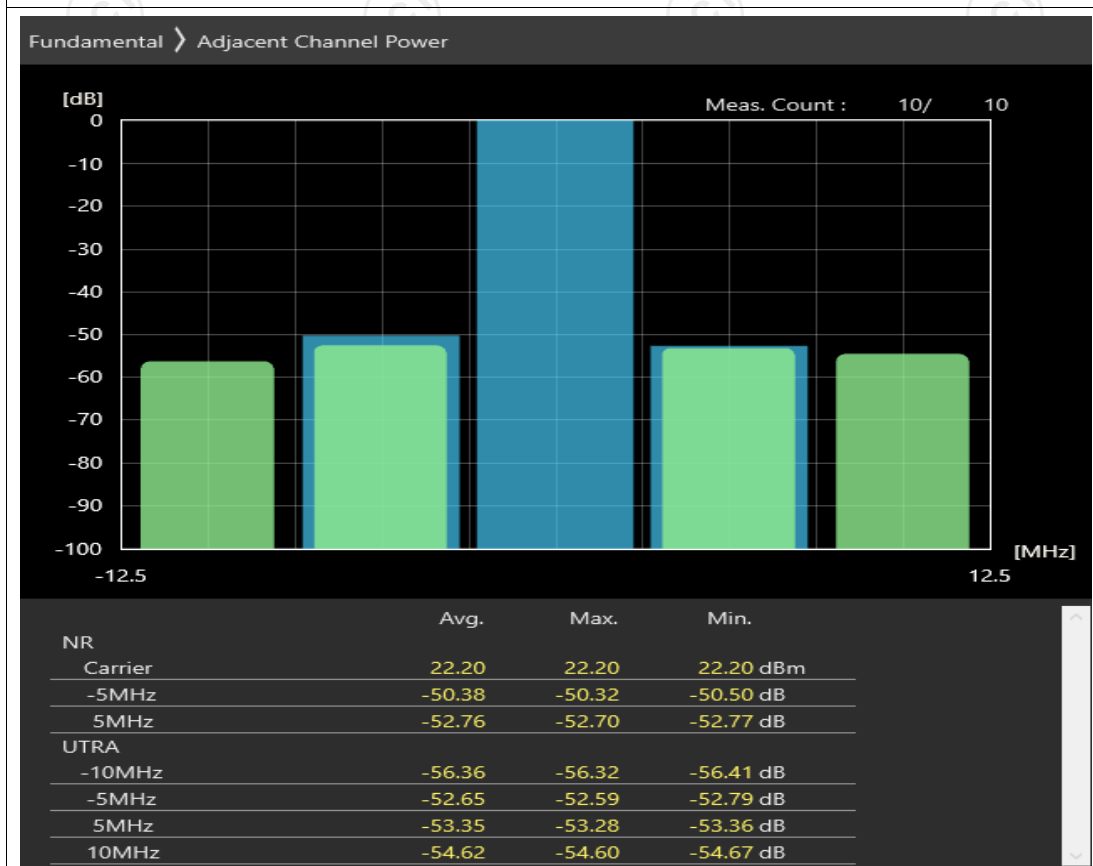 Fundamental ❯ Adjacent Channel Power
[dB]
Meas. Count : 10/ 10
0
-10
-20
-30
-40
-50
-60
-70
-80
-90
-100
[MHz]
-12.5 12.5
Avg. Max. Min.
NR
Carrier 22.20 22.20 22.20 dBm
-5MHz -50.38 -50.32 -50.50 dB
5MHz -52.76 -52.70 -52.77 dB
UTRA
-10MHz -56.36 -56.32 -56.41 dB
-5MHz -52.65 -52.59 -52.79 dB
5MHz -53.35 -53.28 -53.36 dB
10MHz -54.62 -54.60 -54.67 dB